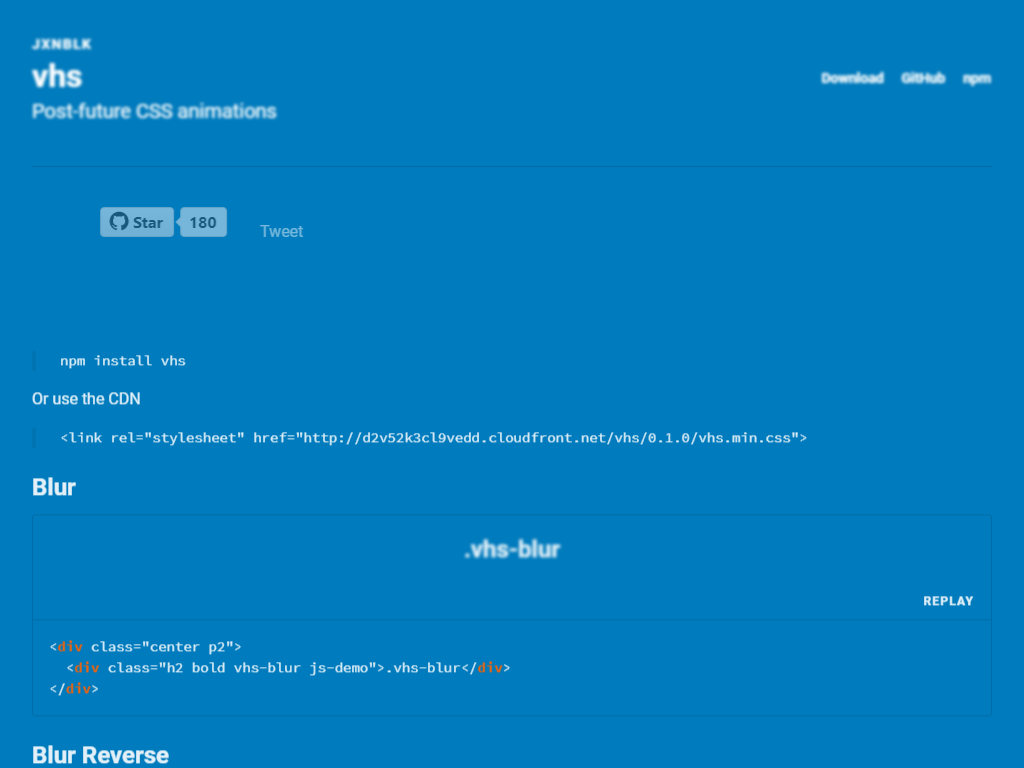 JXNBLK
vhs
Post-future CSS animations
Download GitHub npm
Star 180 Tweet
npm install vhs
Or use the CDN
<link rel="stylesheet" href="http://d2v52k3cl9vedd.cloudfront.net/vhs/0.1.0/vhs.min.css">
Blur
.vhs-blur
REPLAY
<div class="center p2">
  <div class="h2 bold vhs-blur js-demo">.vhs-blur</div>
</div>
Blur Reverse